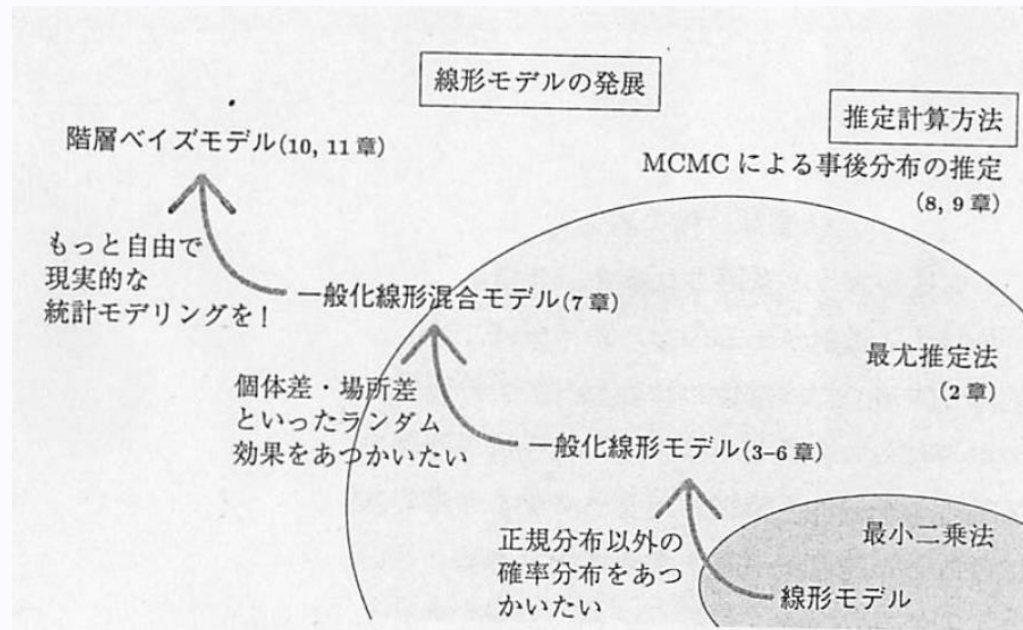 線形モデルの発展
推定計算方法
階層ベイズモデル(10, 11 章)
MCMC による事後分布の推定
(8, 9 章)
もっと自由で
現実的な
統計モデリングを！
一般化線形混合モデル(7 章)
最尤推定法
(2 章)
個体差・場所差
といったランダム
効果をあつかいたい
一般化線形モデル(3–6 章)
最小二乗法
正規分布以外の
確率分布をあつ
かいたい
線形モデル